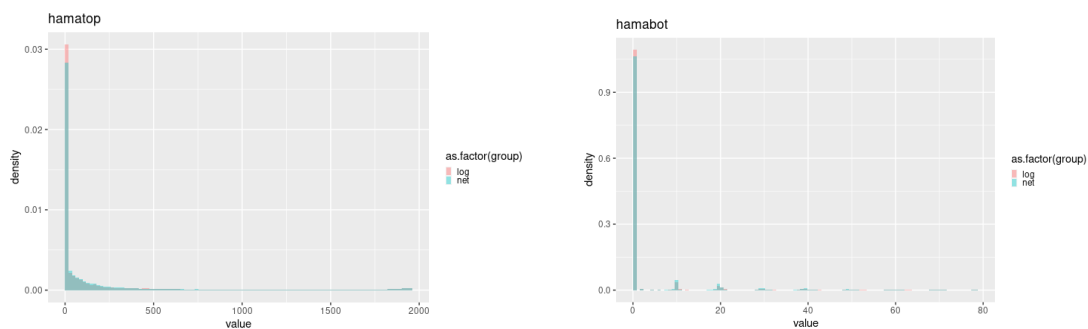 hamatop
0.03
0.02
0.01
0.00
density
0
500
1000
1500
2000
value
as.factor(group)
log
net
hamabot
0.9
0.6
0.3
0.0
density
0
20
40
60
80
value
as.factor(group)
log
net